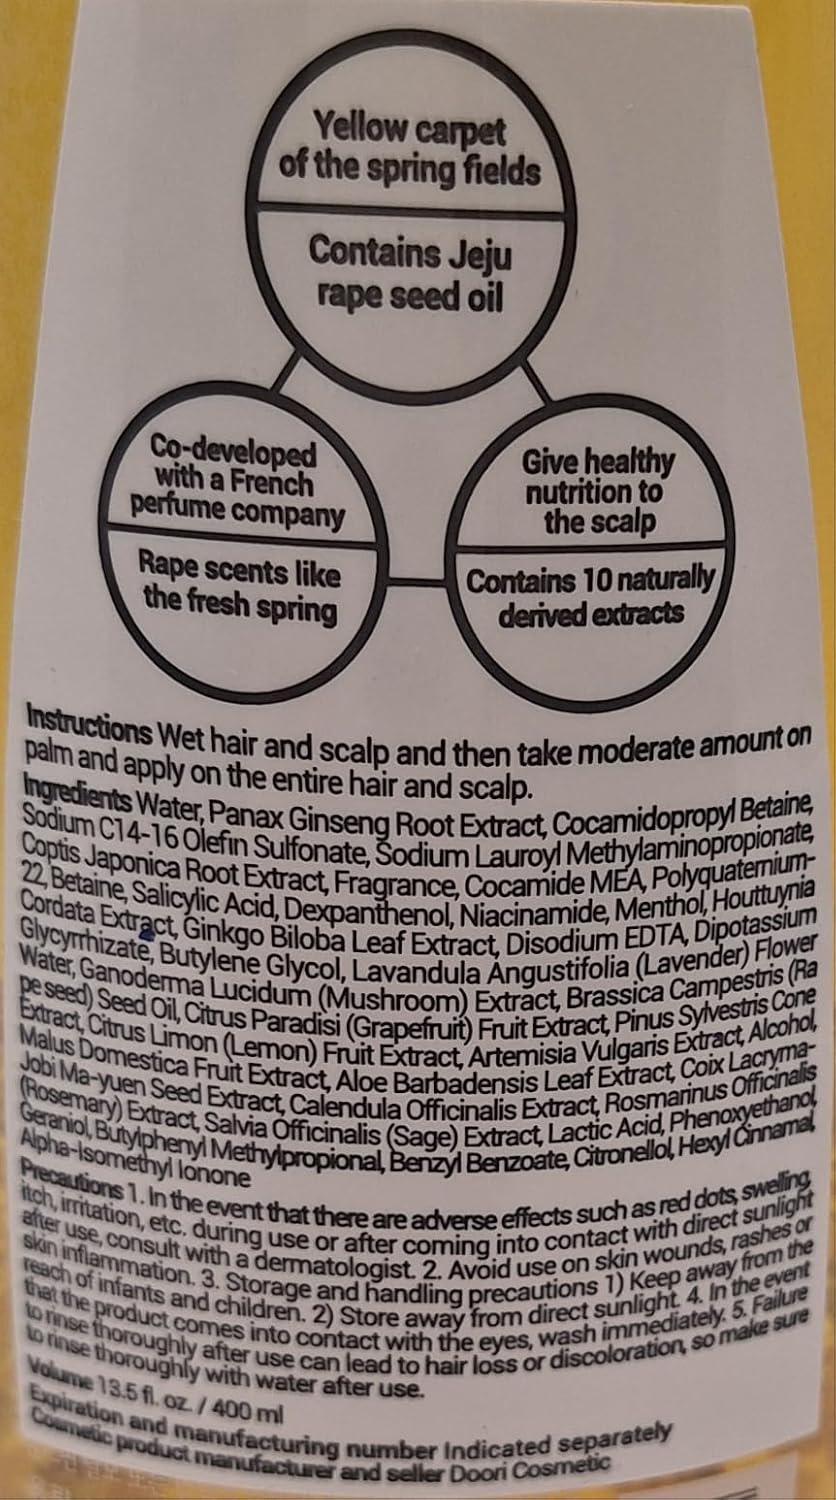 Yellow carpet
of the spring fields
Contains Jeju
rape seed oil
Co-developed
with a French
perfume company
Rape scents like
the fresh spring
Give healthy
nutrition to
the scalp
Contains 10 naturally
derived extracts
Instructions Wet hair and scalp and then take moderate amount on
palm and apply on the entire hair and scalp.
Ingredients Water, Panax Ginseng Root Extract, Cocamidopropyl Betaine,
Sodium C14-16 Olefin Sulfonate, Sodium Lauroyl Methylaminopropionate,
Coptis Japonica Root Extract, Fragrance, Cocamide MEA, Polyquaternium-
22, Betaine, Salicylic Acid, Dexpanthenol, Niacinamide, Menthol, Houttuynia
Cordata Extract, Ginkgo Biloba Leaf Extract, Disodium EDTA, Dipotassium
Glycyrrhizate, Butylene Glycol, Lavandula Angustifolia (Lavender) Flower
Water, Ganoderma Lucidum (Mushroom) Extract, Brassica Campestris (Ra
pe seed) Seed Oil, Citrus Paradisi (Grapefruit) Fruit Extract, Pinus Sylvestris Cone
Extract, Citrus Limon (Lemon) Fruit Extract, Artemisia Vulgaris Extract, Alcohol,
Malus Domestica Fruit Extract, Aloe Barbadensis Leaf Extract, Coix Lacryma-
Jobi Ma-yuen Seed Extract, Calendula Officinalis Extract, Rosmarinus Officinalis
(Rosemary) Extract, Salvia Officinalis (Sage) Extract, Lactic Acid, Phenoxyethanol,
Geraniol, Butylphenyl Methylpropional, Benzyl Benzoate, Citronellol, Hexyl Cinnamal,
Alpha-Isomethyl Ionone
Precautions 1. In the event that there are adverse effects such as red dots, swelling,
itch, irritation, etc. during use or after coming into contact with direct sunlight
after use, consult with a dermatologist. 2. Avoid use on skin wounds, rashes or
skin inflammation. 3. Storage and handling precautions 1) Keep away from the
reach of infants and children. 2) Store away from direct sunlight. 4. In the event
that the product comes into contact with the eyes, wash immediately. 5. Failure
to rinse thoroughly after use can lead to hair loss or discoloration, so make sure
to rinse thoroughly with water after use.
Volume 13.5 fl. oz. / 400 ml
Expiration and manufacturing number Indicated separately
Cosmetic product manufacturer and seller Doori Cosmetic